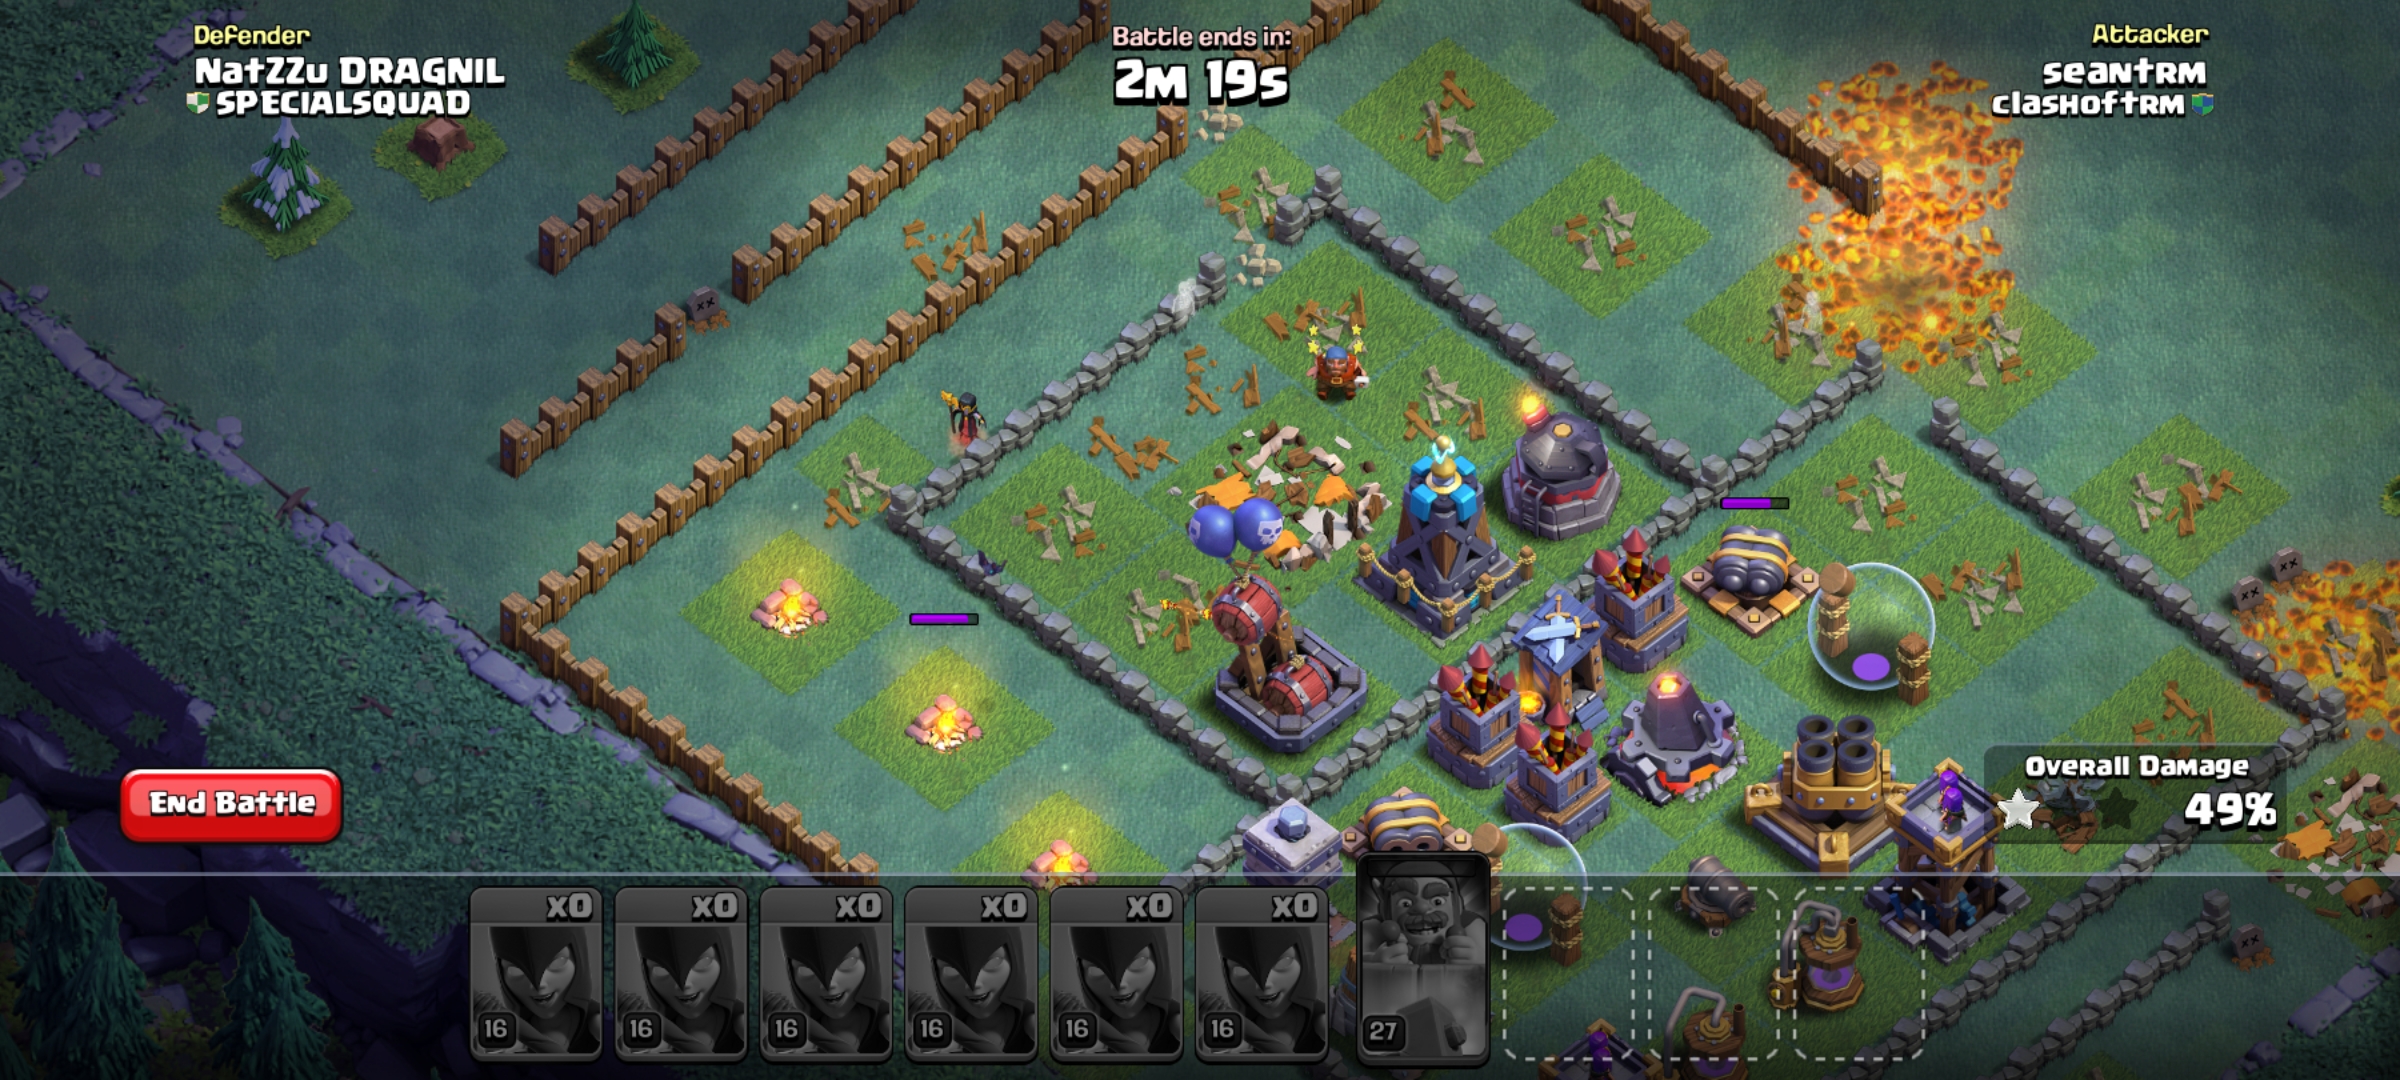 Defender
NatZZu DRAGNIL
SPECIALSQUAD
Battle ends in:
2M 19s
Attacker
seantRM
clashoftRM
End Battle
Overall Damage
49%
x0
x0
x0
x0
x0
x0
16
16
16
16
16
16
27